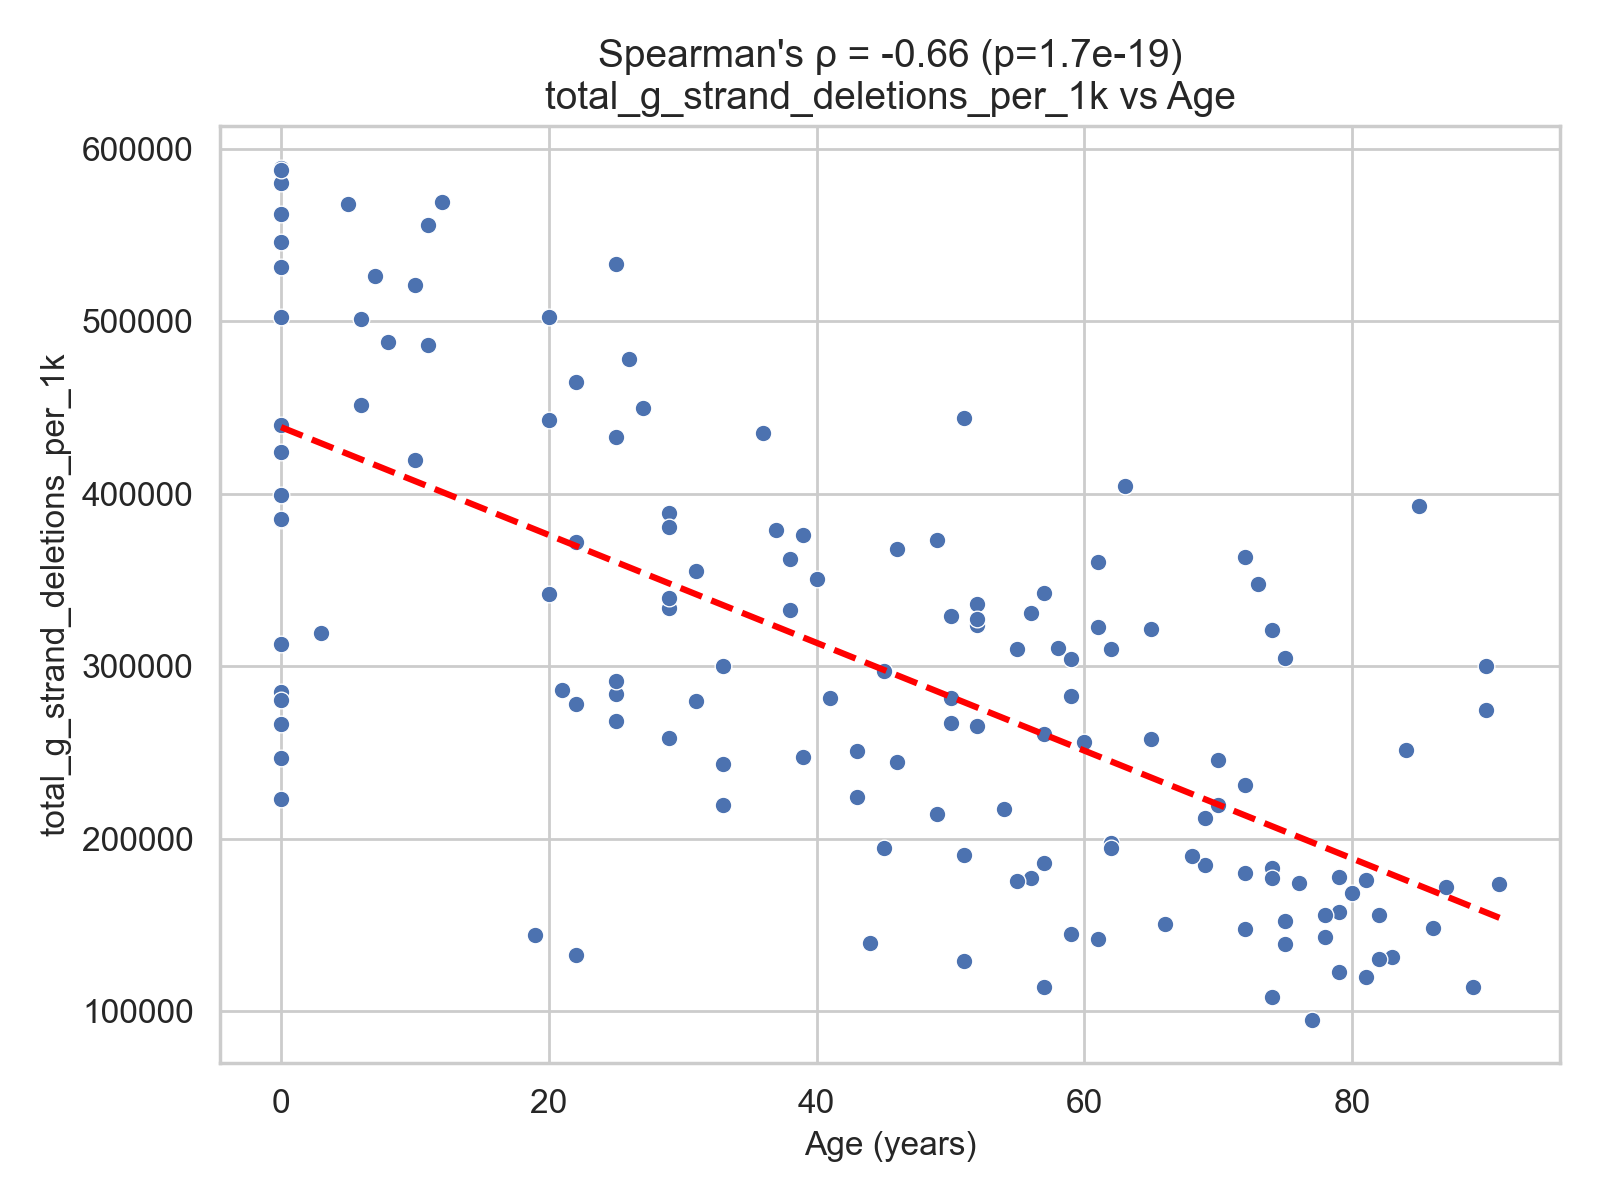 Spearman's ρ = -0.66 (p=1.7e-19)
total_g_strand_deletions_per_1k vs Age
600000
500000
400000
300000
200000
100000
total_g_strand_deletions_per_1k
0 20 40 60 80
Age (years)